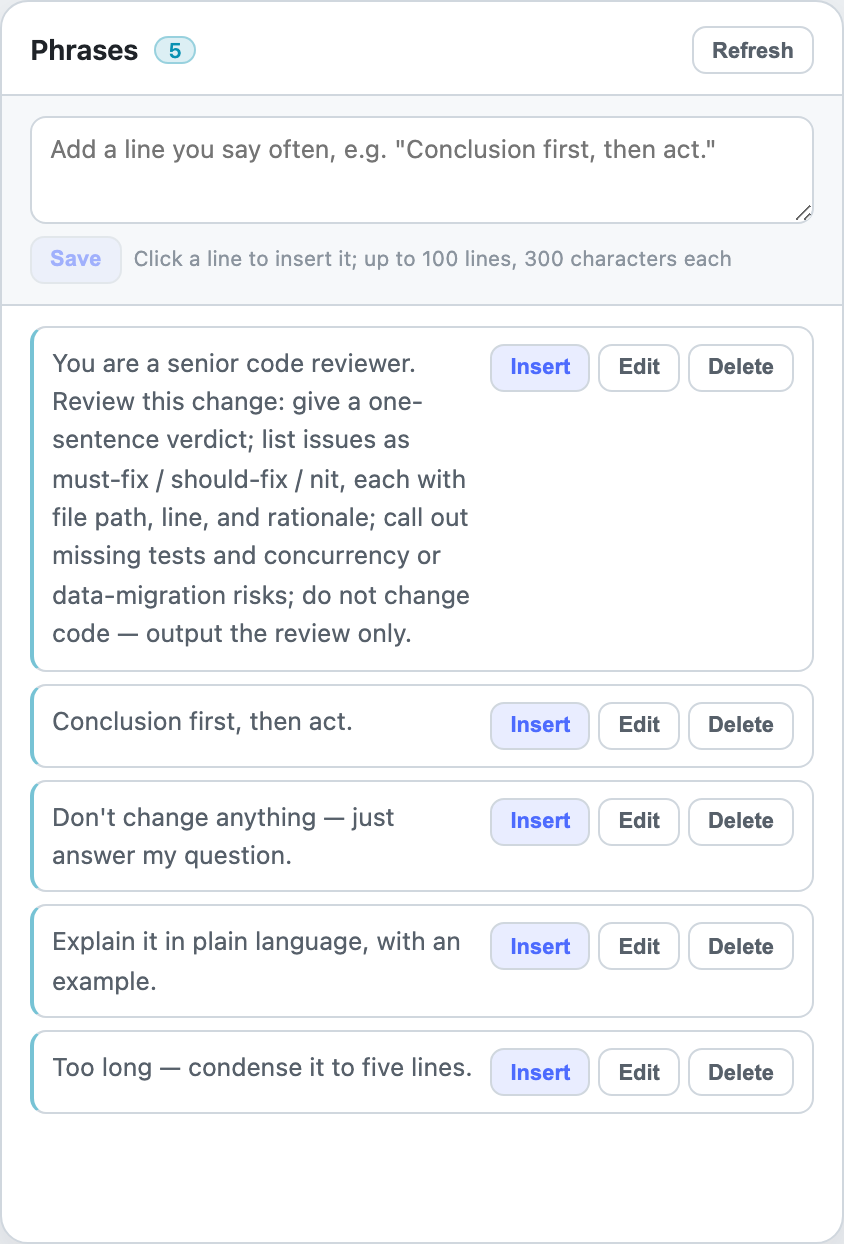 Phrases 5 Refresh
Add a line you say often, e.g. "Conclusion first, then act."
Save Click a line to insert it; up to 100 lines, 300 characters each
You are a senior code reviewer.
Review this change: give a one-
sentence verdict; list issues as
must-fix / should-fix / nit, each with
file path, line, and rationale; call out
missing tests and concurrency or
data-migration risks; do not change
code — output the review only.
Insert Edit Delete
Conclusion first, then act.
Insert Edit Delete
Don't change anything — just
answer my question.
Insert Edit Delete
Explain it in plain language, with an
example.
Insert Edit Delete
Too long — condense it to five lines.
Insert Edit Delete